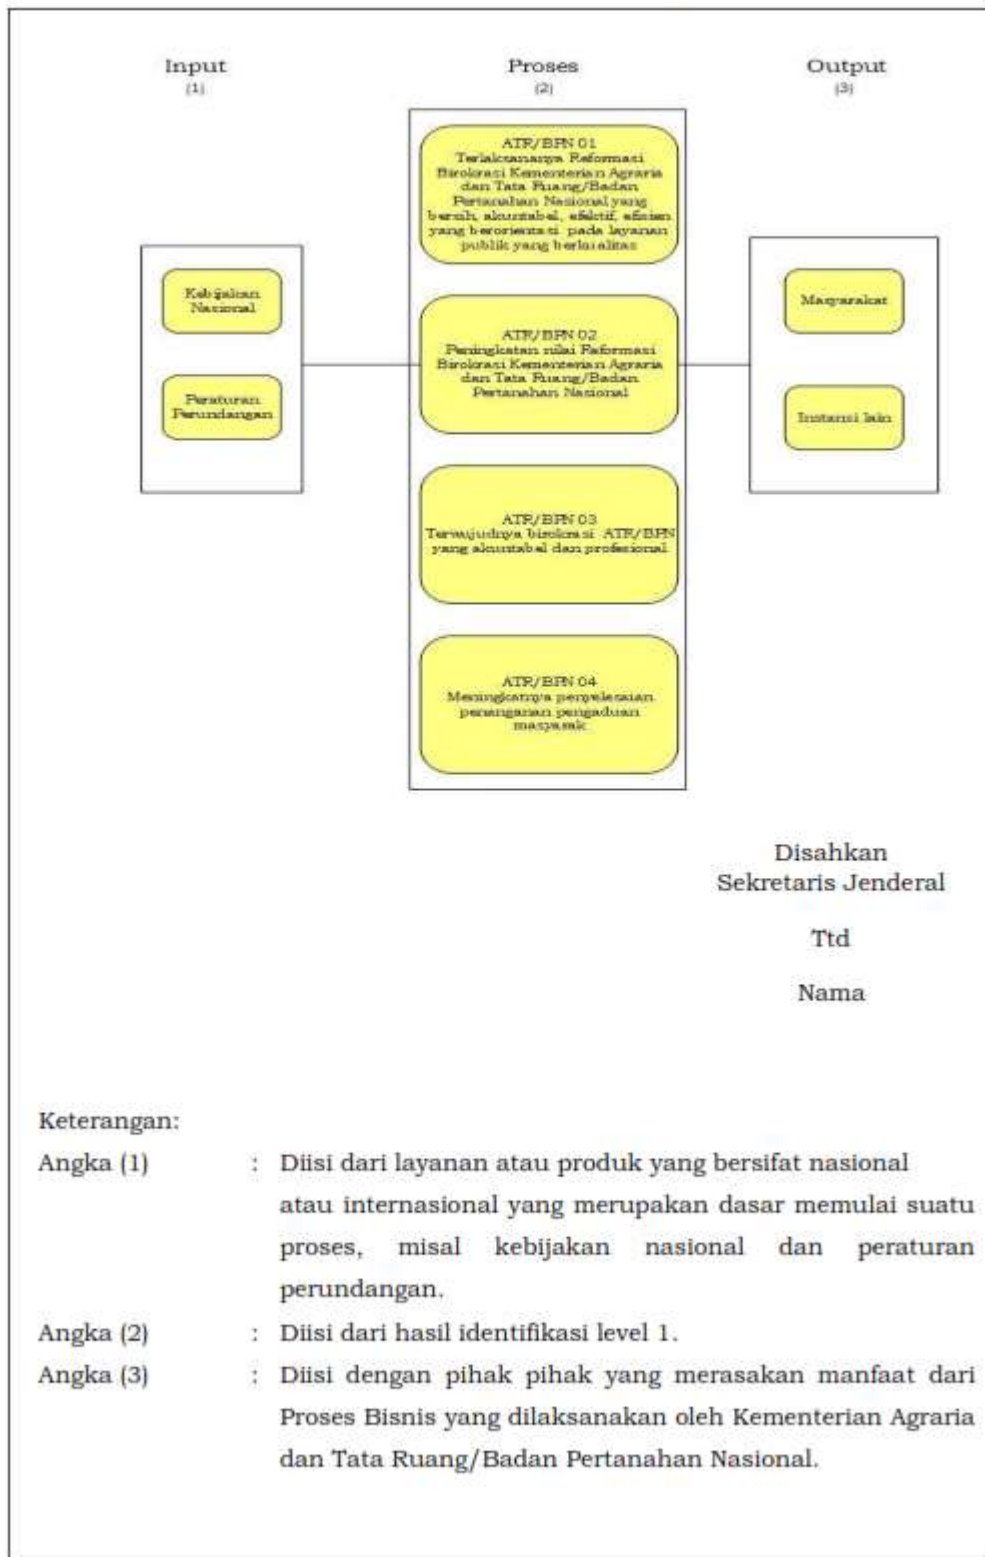 Input
(1)
Proses
(2)
Output
(3)
Kebijakan
Nasional
Peraturan
Perundangan
ATR/BPN 01
Terlaksananya Reformasi
Birokrasi Kementerian Agraria
dan Tata Ruang/Badan
Pertanahan Nasional yang
bersih, akuntabel, efektif, efisien
yang berorientasi pada layanan
publik yang berkualitas
ATR/BPN 02
Peningkatan nilai Reformasi
Birokrasi Kementerian Agraria
dan Tata Ruang/Badan
Pertanahan Nasional
ATR/BPN 03
Terwujudnya birokrasi ATR/BPN
yang akuntabel dan profesional
ATR/BPN 04
Meningkatnya penyelesaian
penanganan pengaduan
masyarak
Masyarakat
Instansi lain
Disahkan
Sekretaris Jenderal
Ttd
Nama
Keterangan:
Angka (1) : Diisi dari layanan atau produk yang bersifat nasional
atau internasional yang merupakan dasar memulai suatu
proses, misal kebijakan nasional dan peraturan
perundangan.
Angka (2) : Diisi dari hasil identifikasi level 1.
Angka (3) : Diisi dengan pihak pihak yang merasakan manfaat dari
Proses Bisnis yang dilaksanakan oleh Kementerian Agraria
dan Tata Ruang/Badan Pertanahan Nasional.